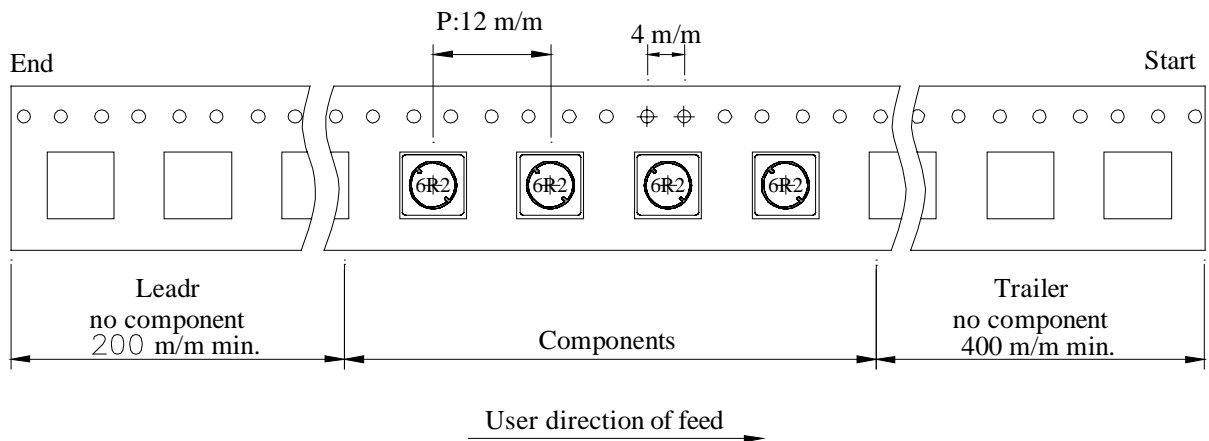 P:12 m/m
4 m/m
End
Start
6R2 6R2 6R2 6R2
Leadr
no component
200 m/m min.
Components
Trailer
no component
400 m/m min.
User direction of feed